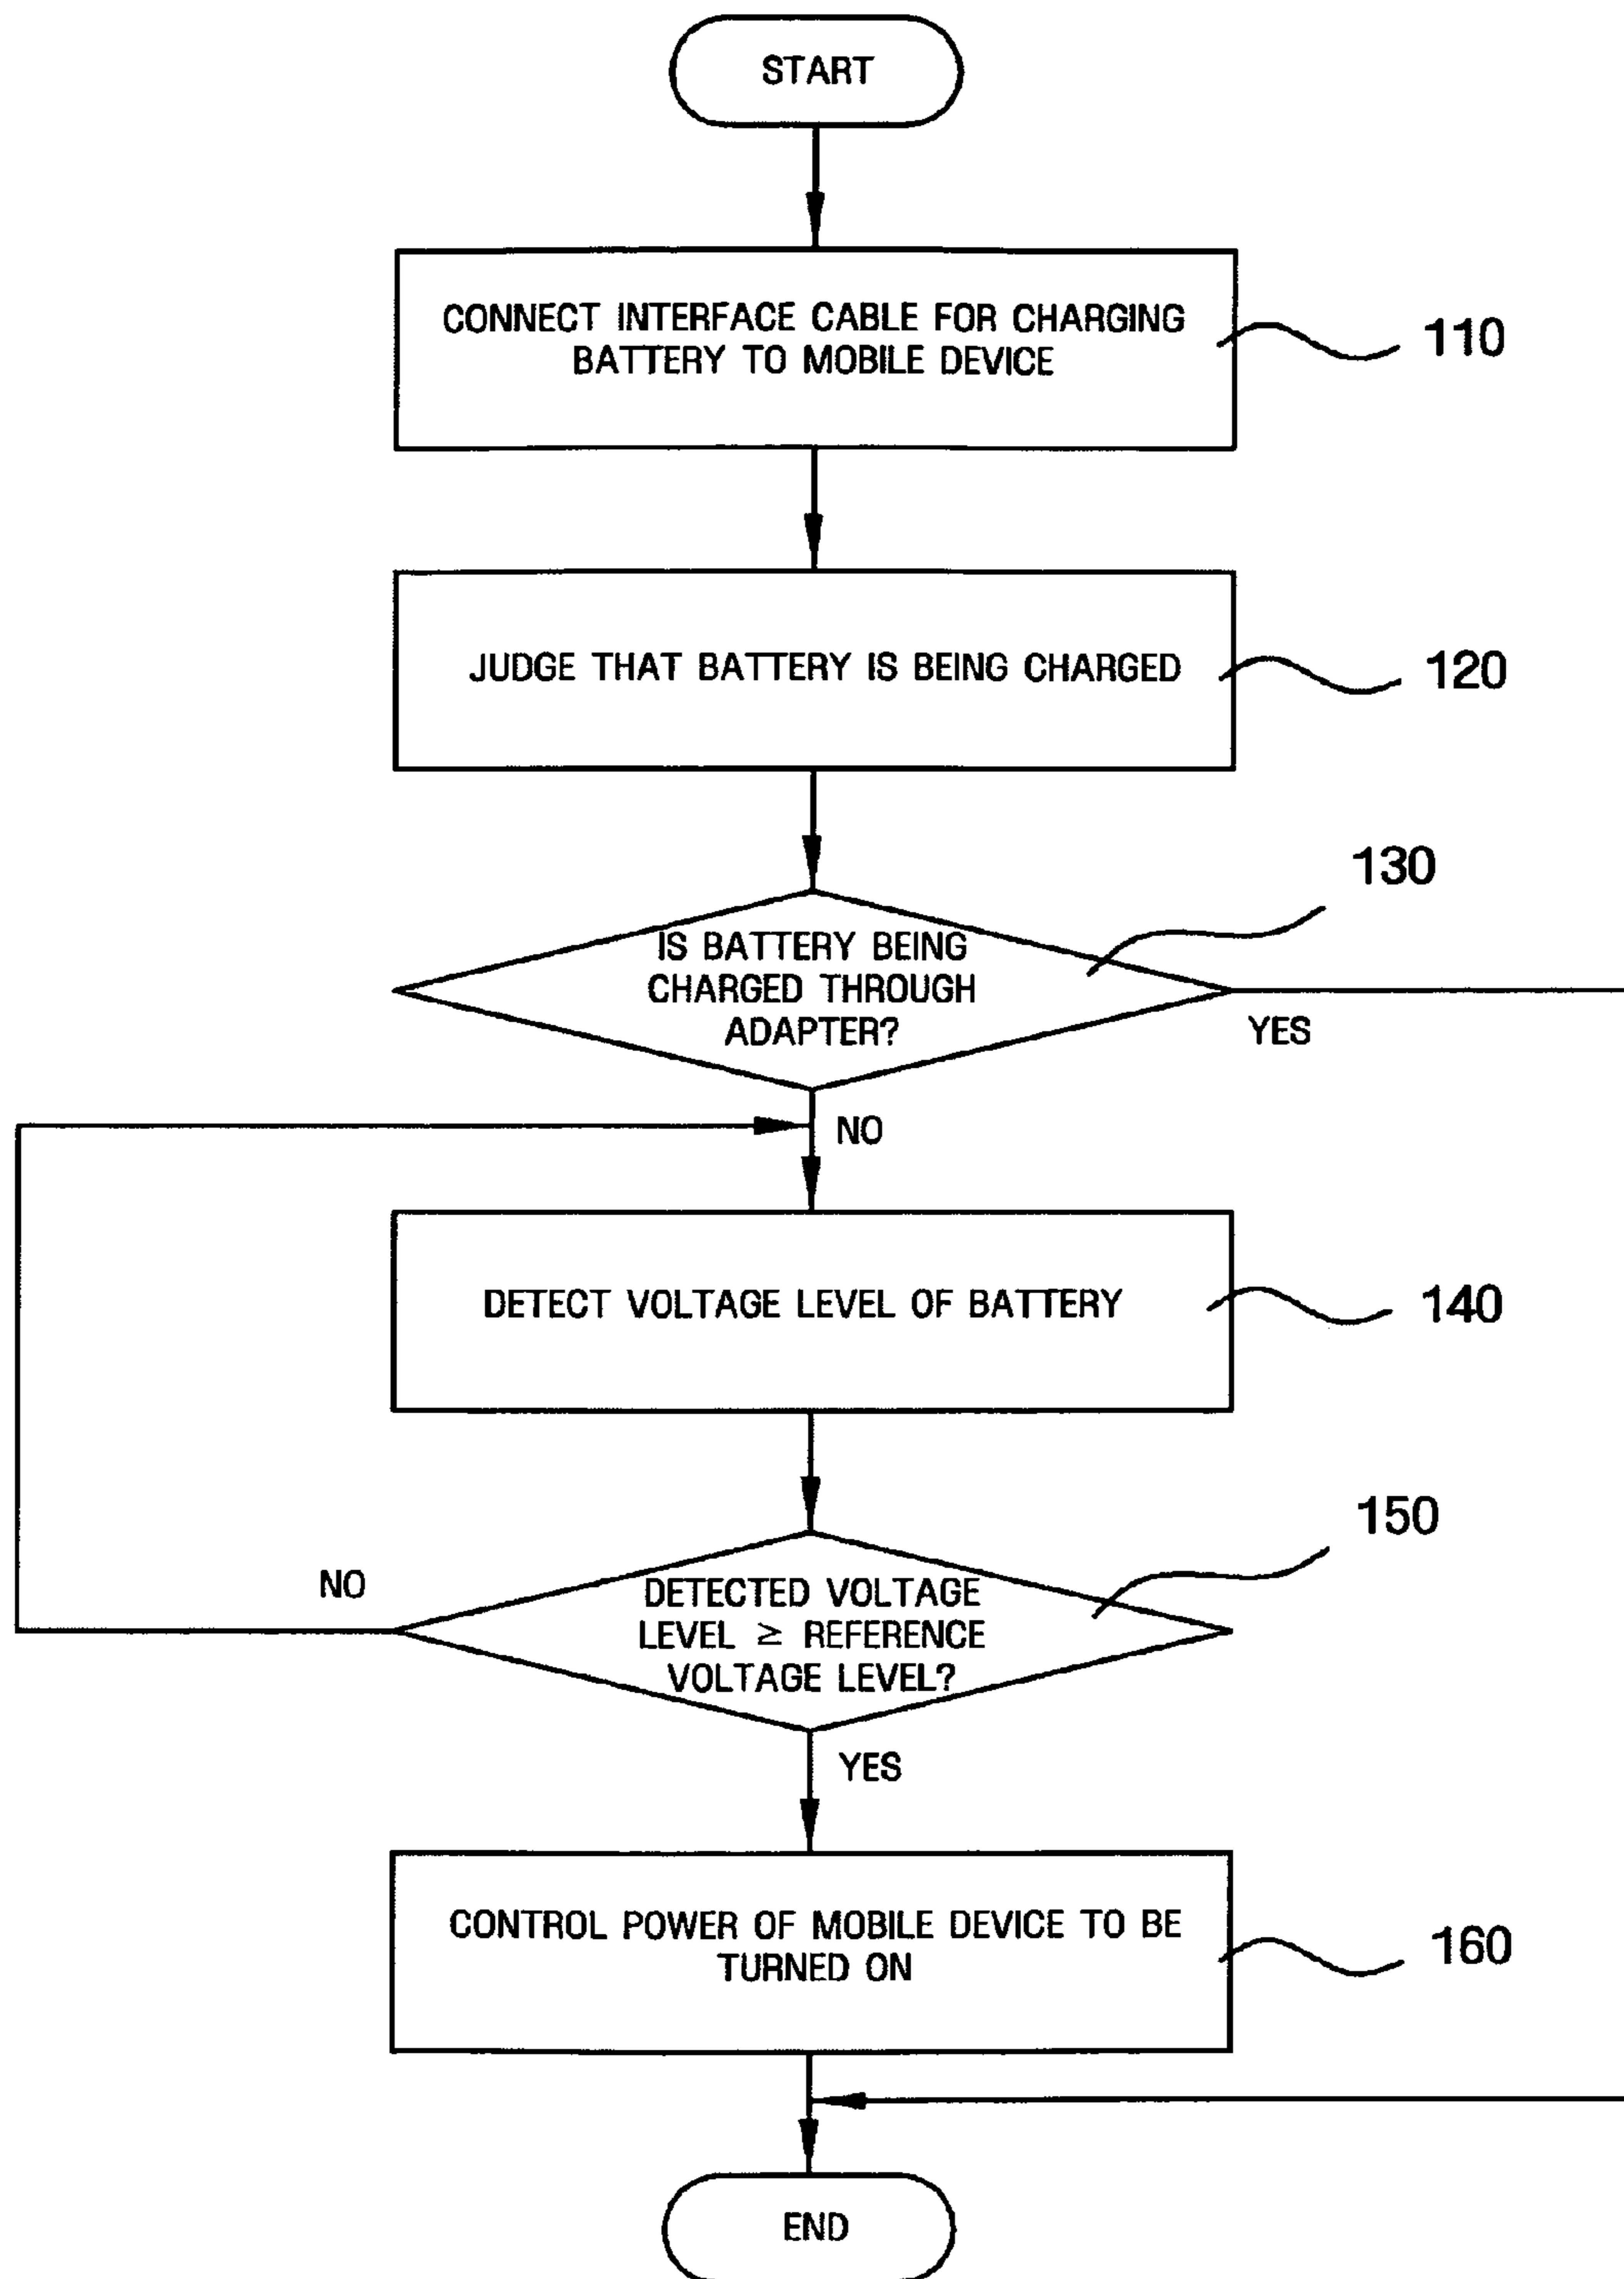 START
CONNECT INTERFACE CABLE FOR CHARGING
BATTERY TO MOBILE DEVICE
110
JUDGE THAT BATTERY IS BEING CHARGED
120
130
IS BATTERY BEING
CHARGED THROUGH
ADAPTER?
YES
NO
DETECT VOLTAGE LEVEL OF BATTERY
140
150
NO
DETECTED VOLTAGE
LEVEL ≥ REFERENCE
VOLTAGE LEVEL?
YES
CONTROL POWER OF MOBILE DEVICE TO BE
TURNED ON
160
END